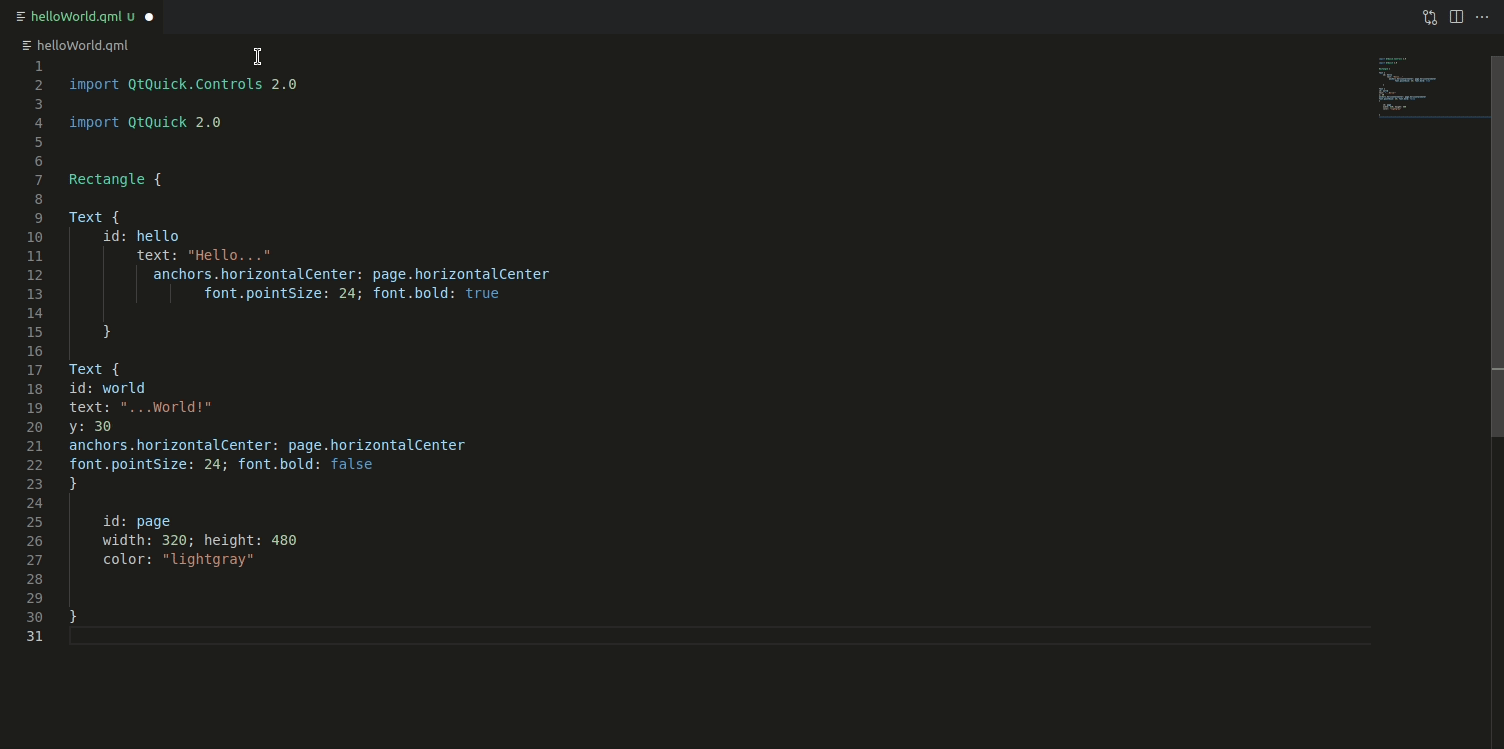 helloWorld.qml U
helloWorld.qml
1
2 import QtQuick.Controls 2.0
3
4 import QtQuick 2.0
5
6
7 Rectangle {
8
9 Text {
10     id: hello
11         text: "Hello..."
12           anchors.horizontalCenter: page.horizontalCenter
13                 font.pointSize: 24; font.bold: true
14
15     }
16
17 Text {
18 id: world
19 text: "...World!"
20 y: 30
21 anchors.horizontalCenter: page.horizontalCenter
22 font.pointSize: 24; font.bold: false
23 }
24
25     id: page
26     width: 320; height: 480
27     color: "lightgray"
28
29
30 }
31